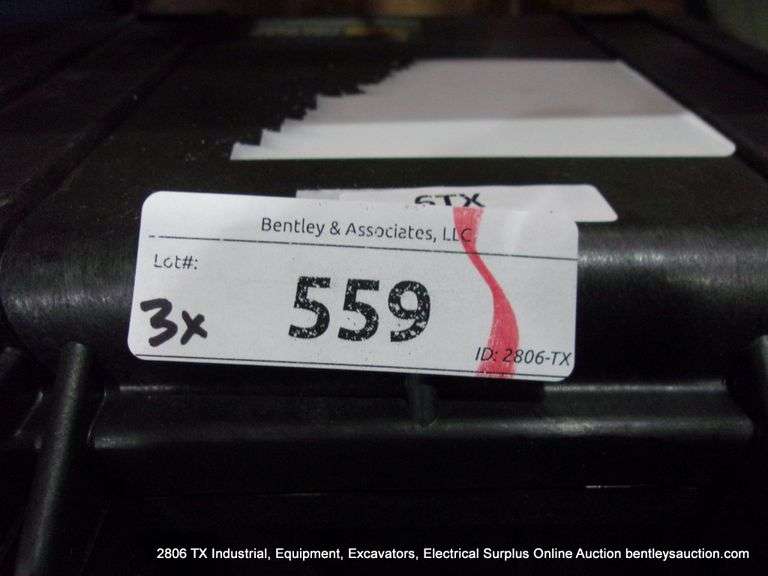 6TX
Bentley & Associates, LLC
Lot#:
559
3x
ID: 2806-TX
2806 TX Industrial, Equipment, Excavators, Electrical Surplus Online Auction bentleysauction.com